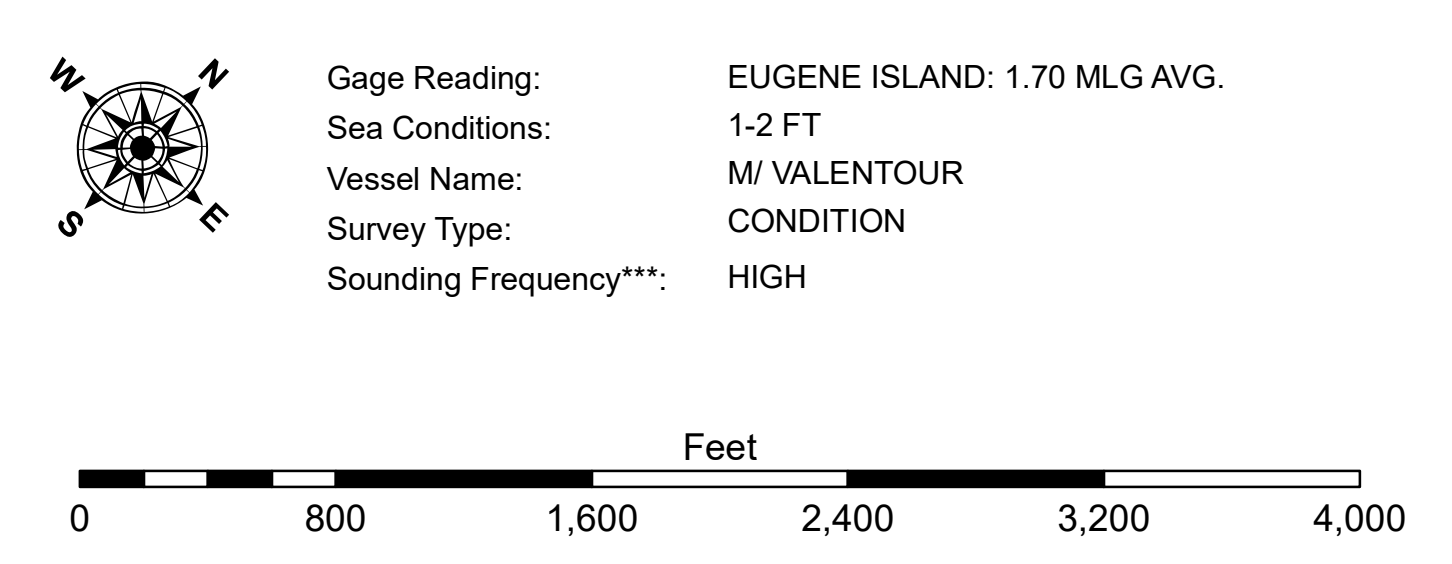 W N
S E
Gage Reading: EUGENE ISLAND: 1.70 MLG AVG.
Sea Conditions: 1-2 FT
Vessel Name: M/ VALENTOUR
Survey Type: CONDITION
Sounding Frequency***: HIGH
Feet
0 800 1,600 2,400 3,200 4,000